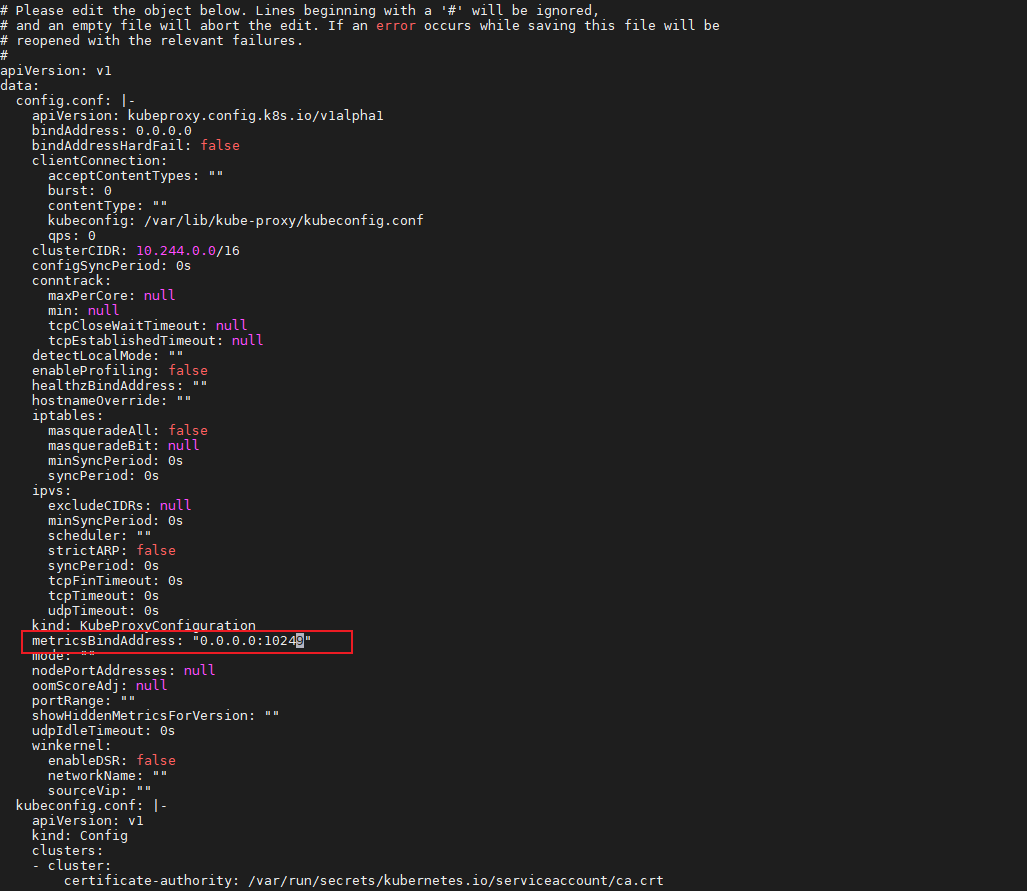 # Please edit the object below. Lines beginning with a '#' will be ignored,
# and an empty file will abort the edit. If an error occurs while saving this file will be
# reopened with the relevant failures.
#
apiVersion: v1
data:
  config.conf: |-
    apiVersion: kubeproxy.config.k8s.io/v1alpha1
    bindAddress: 0.0.0.0
    bindAddressHardFail: false
    clientConnection:
      acceptContentTypes: ""
      burst: 0
      contentType: ""
      kubeconfig: /var/lib/kube-proxy/kubeconfig.conf
      qps: 0
    clusterCIDR: 10.244.0.0/16
    configSyncPeriod: 0s
    conntrack:
      maxPerCore: null
      min: null
      tcpCloseWaitTimeout: null
      tcpEstablishedTimeout: null
    detectLocalMode: ""
    enableProfiling: false
    healthzBindAddress: ""
    hostnameOverride: ""
    iptables:
      masqueradeAll: false
      masqueradeBit: null
      minSyncPeriod: 0s
      syncPeriod: 0s
    ipvs:
      excludeCIDRs: null
      minSyncPeriod: 0s
      scheduler: ""
      strictARP: false
      syncPeriod: 0s
      tcpFinTimeout: 0s
      tcpTimeout: 0s
      udpTimeout: 0s
    kind: KubeProxyConfiguration
    metricsBindAddress: "0.0.0.0:10249"
    mode: ""
    nodePortAddresses: null
    oomScoreAdj: null
    portRange: ""
    showHiddenMetricsForVersion: ""
    udpIdleTimeout: 0s
    winkernel:
      enableDSR: false
      networkName: ""
      sourceVip: ""
  kubeconfig.conf: |-
    apiVersion: v1
    kind: Config
    clusters:
    - cluster:
        certificate-authority: /var/run/secrets/kubernetes.io/serviceaccount/ca.crt